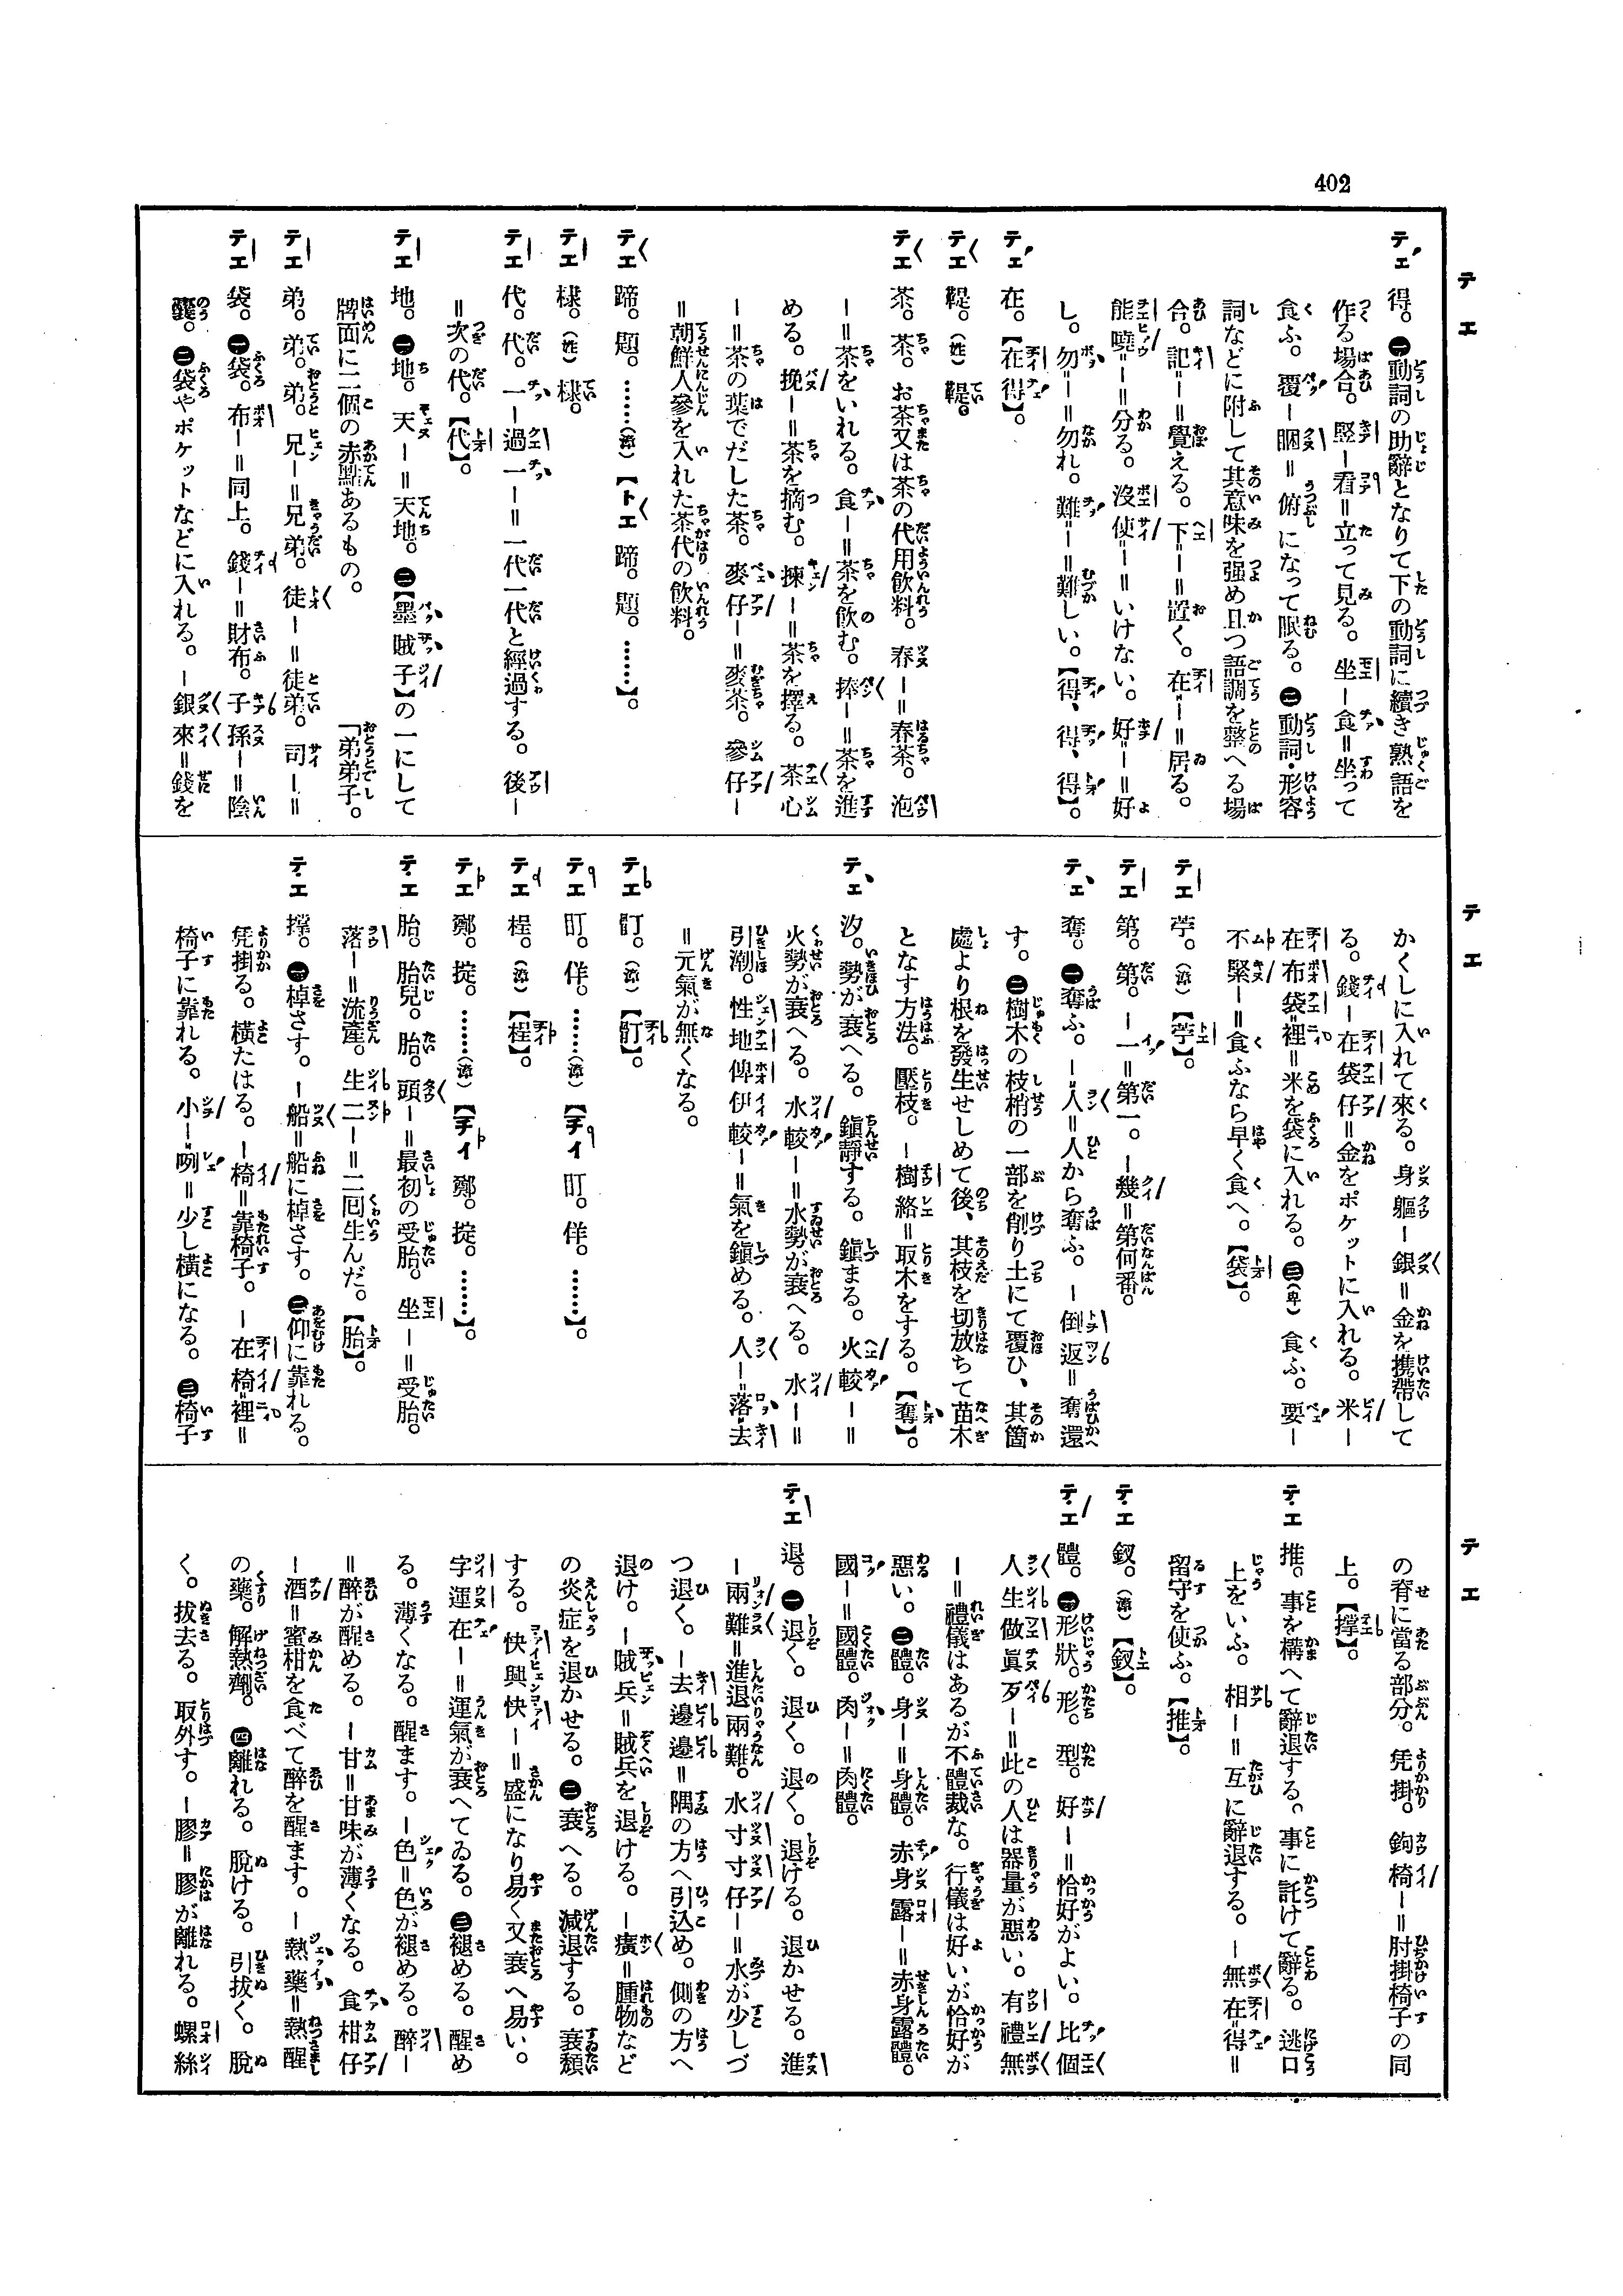 402
テエ
テエ 得。㊀動詞の助辭となりて下の動詞に續き熟語を
作る場合。竪－看＝立って見る。坐－食＝坐って
食ふ。覆－睏＝俯になって眠る。㊁動詞・形容
詞などに附して其意味を强め且つ語調を整へる場
合。記－＝覺える。下－＝置く。在－＝居る。
能曉－＝分る。沒使－＝いけない。好－＝好
し。勿－＝勿れ。難－＝難しい。【得、得、得】。
テエ 在。【在得】。
テエ 鞮。（姓）鞮。
テエ 茶。茶。お茶又は茶の代用飮料。春－＝春茶。泡
－＝茶をいれる。食－＝茶を飮む。捧－＝茶を進
める。挽－＝茶を摘む。揀－＝茶を擇る。茶心
－＝茶の葉でだした茶。麥仔－＝麥茶。參仔－
＝朝鮮人參を入れた茶代の飮料。
テエ 蹄。題。……（漳）【トエ 蹄。題。……】。
テエ 棣。（姓）棣。
テエ 代。代。一－過一－＝一代一代と經過する。後－
＝次の代。【代】。
テエ 地。㊀地。天－＝天地。㊁【墨賊子】の一にして
牌面に二個の赤點あるもの。「弟弟子。
テエ 弟。弟。弟。兄－＝兄弟。徒－＝徒弟。司－＝
テエ 袋。㊀袋。布－＝同上。錢－＝財布。子孫－＝陰
囊。㊁袋やポケットなどに入れる。－銀來＝錢を
テエ
かくしに入れて來る。身軀－銀＝金を携帶して
る。錢－在袋仔＝金をポケットに入れる。米－
在布袋裡＝米を袋に入れる。㊂（卑）食ふ。要－
不緊－＝食ふなら早く食へ。【袋】。
テエ 苧。（漳）【苧】。
テエ 第。第。－一＝第一。－幾＝第何番。
テエ 奪。㊀奪ふ。－人＝人から奪ふ。－倒返＝奪還
す。㊁樹木の枝梢の一部を削り土にて覆ひ、其箇
處より根を發生せしめて後、其枝を切放ちて苗木
となす方法。壓枝。－樹絡＝取木をする。【奪】。
テエ 汐。勢が衰へる。鎭靜する。鎭まる。火較－＝
火勢が衰へる。水較－＝水勢が衰へる。水－＝
引潮。性地俾伊較－＝氣を鎭める。人－落去
＝元氣が無くなる。
テエ 訂。（漳）【訂】。
テエ 盯。佯。……（漳）【チイ 盯。佯。……】。
テエ 桯。（漳）【桯】。
テエ 鄭。掟。……（漳）【チイ 鄭。掟。……】。
テエ 胎。胎兒。胎。頭－＝最初の受胎。坐－＝受胎。
落－＝流產。生二－＝二囘生んだ。【胎】。
テエ 撑。㊀棹さす。－船＝船に棹さす。㊁仰に靠れる。
凭掛る。橫たはる。－椅＝靠椅子。－在椅裡＝
椅子に靠れる。小－咧＝少し橫になる。㊂椅子
テエ
の脊に當る部分。凭掛。鉤椅－＝肘掛椅子の同
上。【撑】。
テエ 推。事を構へて辭退する。事に託けて辭る。逃口
上をいふ。相－＝互に辭退する。－無在得＝
留守を使ふ。【推】。
テエ 釵。（漳）【釵】。
テエ 體。㊀形狀。形。型。好－＝恰好がよい。比個
人生做眞歹－＝此の人は器量が惡い。有禮無
－＝禮儀はあるが不體裁な。行儀は好いが恰好が
惡い。㊁體。身－＝身體。赤身露－＝赤身露體。
國－＝國體。肉－＝肉體。
テエ 退。㊀退く。退く。退く。退ける。退かせる。進
－兩難＝進退兩難。水寸寸仔－＝水が少しづ
つ退く。－去邊邊＝隅の方へ引込め。側の方へ
退け。－賊兵＝賊兵を退ける。－癀＝腫物など
の炎症を退かせる。㊁衰へる。減退する。衰頽
する。快興快－＝盛になり易く又衰へ易い。
字運在－＝運氣が衰へてゐる。㊂褪める。醒め
る。薄くなる。醒ます。－色＝色が褪める。醉－
＝醉が醒める。－甘＝甘味が薄くなる。食柑仔
－酒＝蜜柑を食べて醉を醒ます。－熱藥＝熱醒
の藥。解熱劑。㊃離れる。脫ける。引拔く。脫
く。拔去る。取外す。－膠＝膠が離れる。螺絲